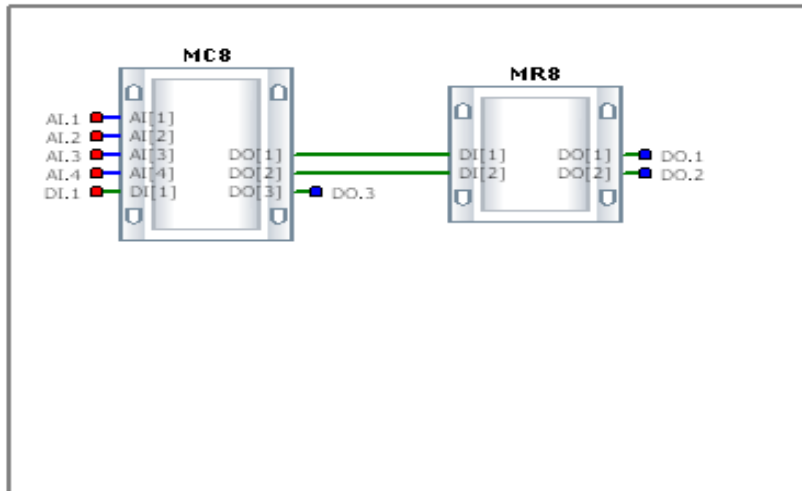 MC8
MR8
AI.1 AI[1]
AI.2 AI[2]
AI.3 AI[3] DO[1] DI[1] DO[1] DO.1
AI.4 AI[4] DO[2] DI[2] DO[2] DO.2
DI.1 DI[1] DO[3] DO.3